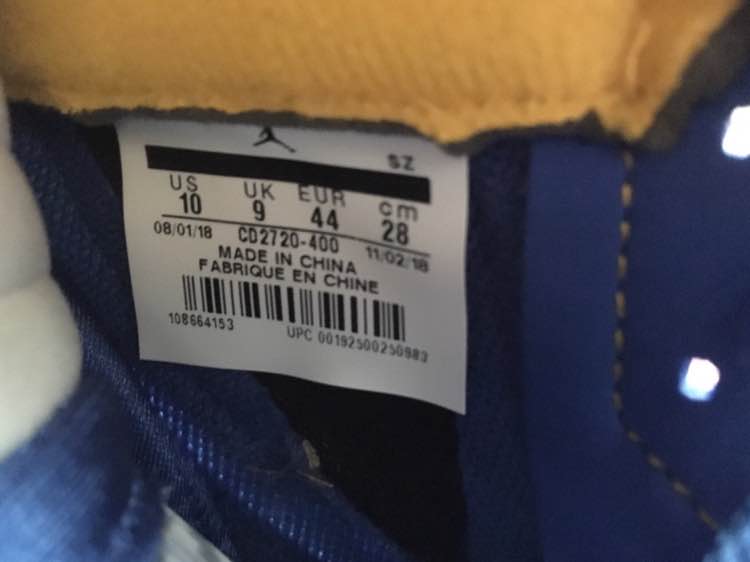 SZ
US UK EUR cm
10 9 44 28
08/01/18 CD2720-400 11/02/18
MADE IN CHINA
FABRIQUE EN CHINE
108664153 UPC 00192500250983